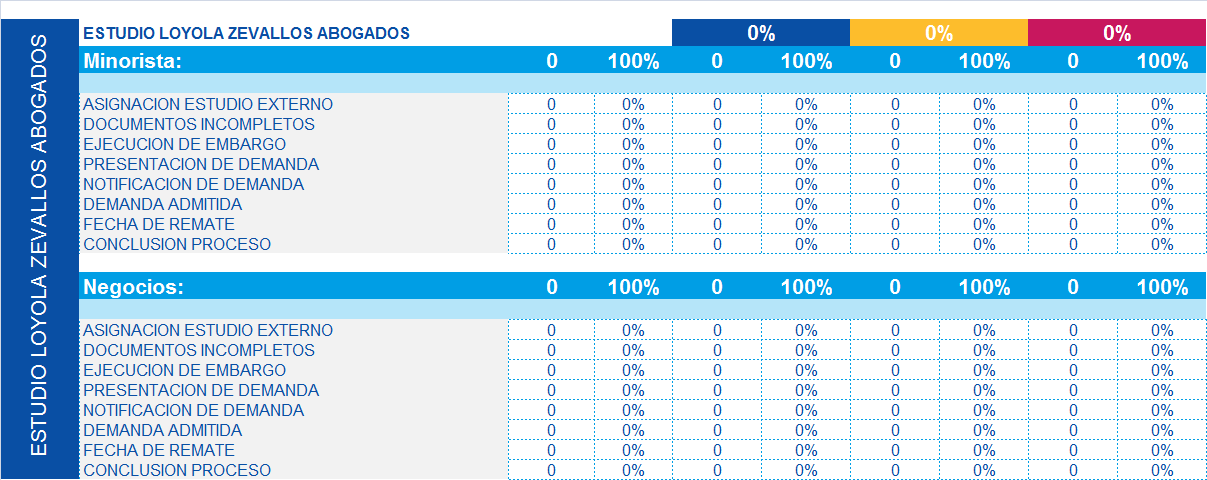 ESTUDIO LOYOLA ZEVALLOS ABOGADOS
ESTUDIO LOYOLA ZEVALLOS ABOGADOS 0% 0% 0%
Minorista: 0 100% 0 100% 0 100% 0 100%
ASIGNACION ESTUDIO EXTERNO 0 0% 0 0% 0 0% 0 0%
DOCUMENTOS INCOMPLETOS 0 0% 0 0% 0 0% 0 0%
EJECUCION DE EMBARGO 0 0% 0 0% 0 0% 0 0%
PRESENTACION DE DEMANDA 0 0% 0 0% 0 0% 0 0%
NOTIFICACION DE DEMANDA 0 0% 0 0% 0 0% 0 0%
DEMANDA ADMITIDA 0 0% 0 0% 0 0% 0 0%
FECHA DE REMATE 0 0% 0 0% 0 0% 0 0%
CONCLUSION PROCESO 0 0% 0 0% 0 0% 0 0%
Negocios: 0 100% 0 100% 0 100% 0 100%
ASIGNACION ESTUDIO EXTERNO 0 0% 0 0% 0 0% 0 0%
DOCUMENTOS INCOMPLETOS 0 0% 0 0% 0 0% 0 0%
EJECUCION DE EMBARGO 0 0% 0 0% 0 0% 0 0%
PRESENTACION DE DEMANDA 0 0% 0 0% 0 0% 0 0%
NOTIFICACION DE DEMANDA 0 0% 0 0% 0 0% 0 0%
DEMANDA ADMITIDA 0 0% 0 0% 0 0% 0 0%
FECHA DE REMATE 0 0% 0 0% 0 0% 0 0%
CONCLUSION PROCESO 0 0% 0 0% 0 0% 0 0%